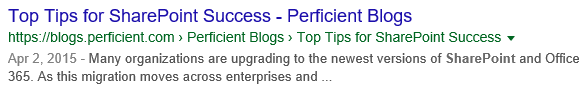 Top Tips for SharePoint Success - Perficient Blogs
https://blogs.perficient.com › Perficient Blogs › Top Tips for SharePoint Success
Apr 2, 2015 - Many organizations are upgrading to the newest versions of SharePoint and Office
365. As this migration moves across enterprises and ...